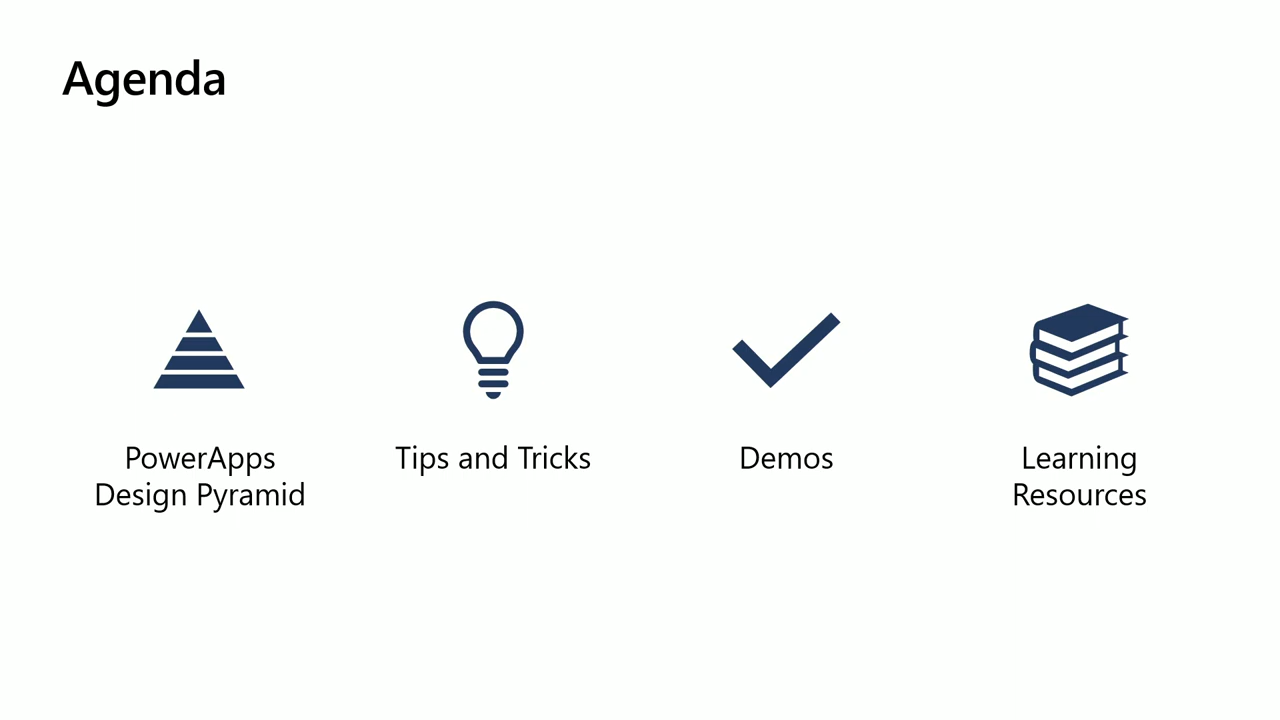 Agenda
PowerApps
Design Pyramid
Tips and Tricks
Demos
Learning
Resources